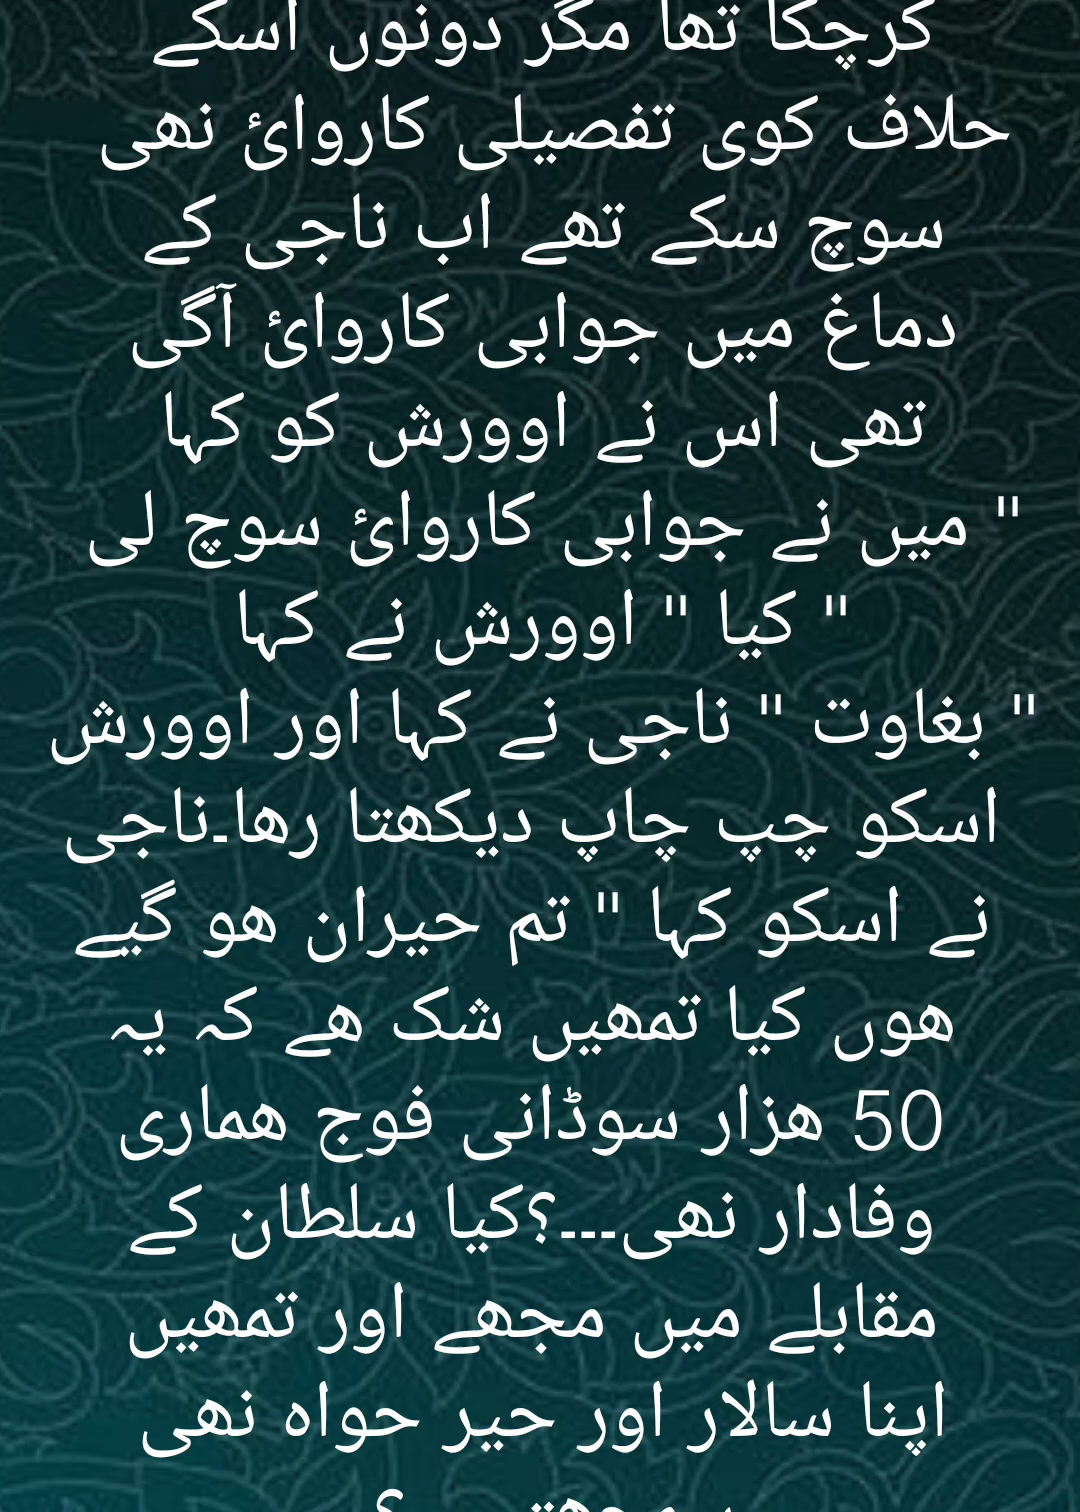 کرچکا تھا مگر دونوں اسکے
حلاف کوی تفصیلی کاروائ نھی
سوچ سکے تھے اب ناجی کے
دماغ میں جوابی کاروائ آگی
تھی اس نے اوورش کو کہا
" میں نے جوابی کاروائ سوچ لی
" کیا " اوورش نے کہا
" بغاوت " ناجی نے کہا اور اوورش
اسکو چپ چاپ دیکھتا رھا۔ناجی
نے اسکو کہا " تم حیران ھو گیے
ھوں کیا تمھیں شک ھے کہ یہ
50 ھزار سوڈانی فوج ھماری
وفادار نھی۔۔۔؟کیا سلطان کے
مقابلے میں مجھے اور تمھیں
اپنا سالار اور حیر حواہ نھی